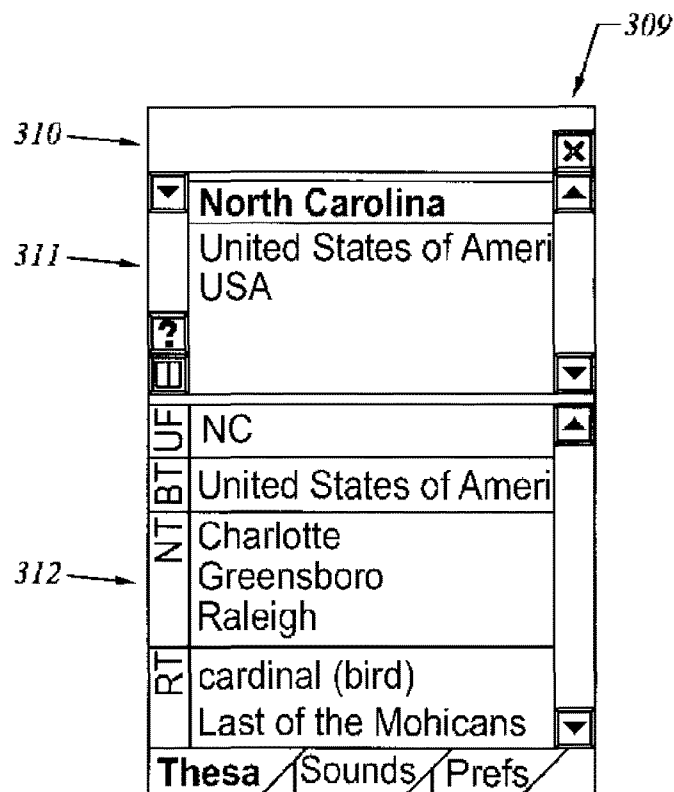 309
310
North Carolina
311
United States of Ameri
USA
?
UF NC
BT United States of Ameri
NT Charlotte
Greensboro
312
Raleigh
RT cardinal (bird)
Last of the Mohicans
Thesa Sounds Prefs